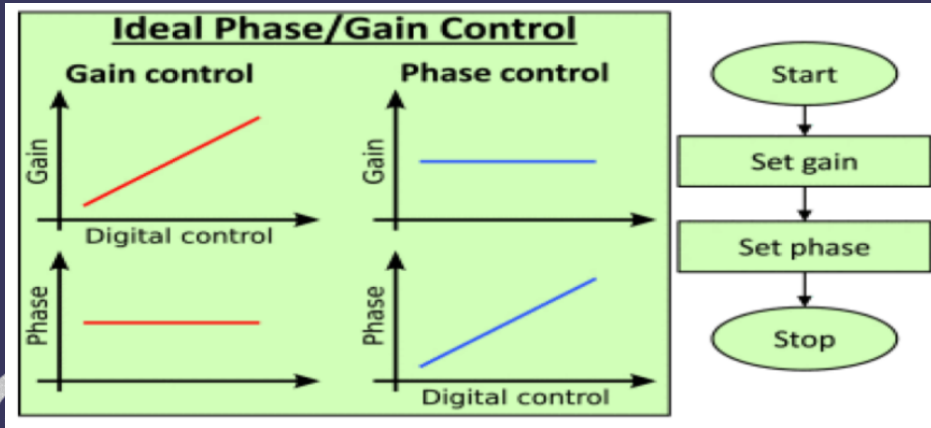 Ideal Phase/Gain Control
Gain control
Phase control
Gain
Digital control
Gain
Phase
Phase
Digital control
Start
Set gain
Set phase
Stop